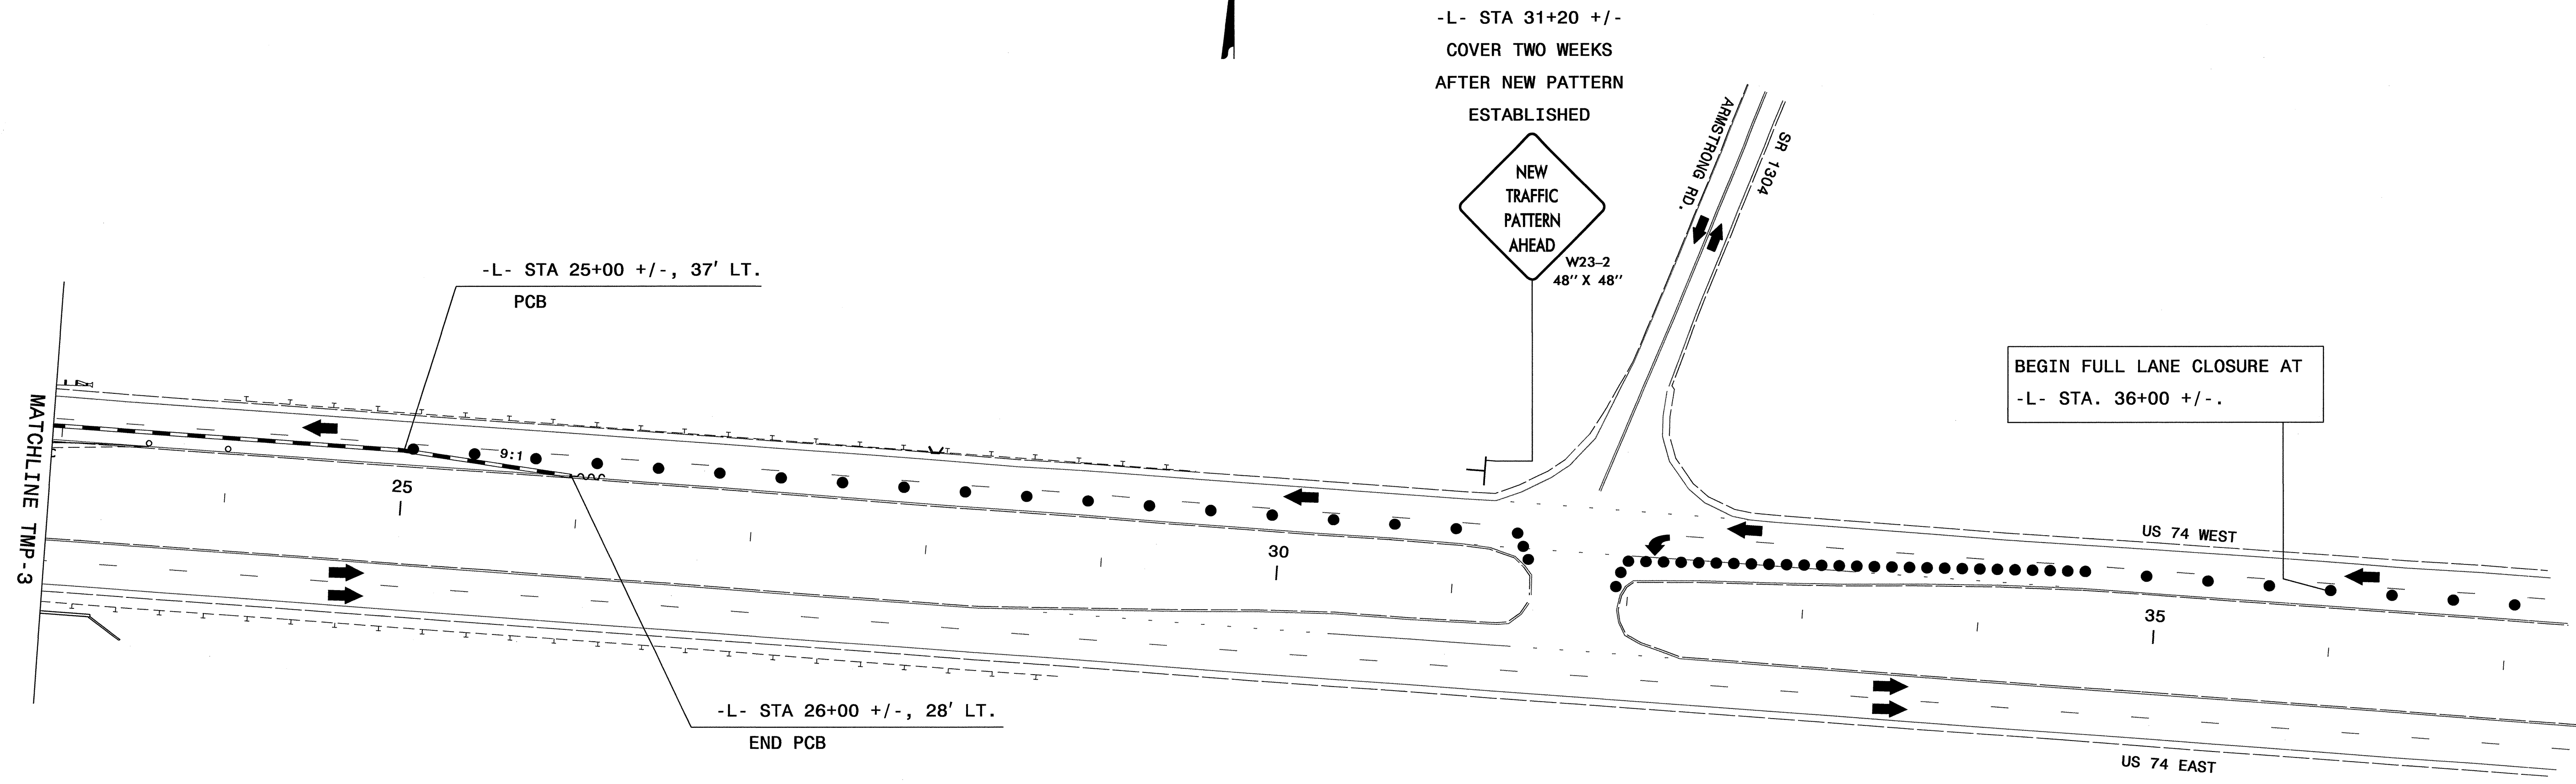 -L- STA 31+20 +/-
COVER TWO WEEKS
AFTER NEW PATTERN
ESTABLISHED
NEW
TRAFFIC
PATTERN
AHEAD
W23-2
48" X 48"
ARMSTRONG RD.
SR 1304
-L- STA 25+00 +/-, 37' LT.
PCB
BEGIN FULL LANE CLOSURE AT
-L- STA. 36+00 +/-.
MATCHLINE TMP-3
9:1
25
30
35
US 74 WEST
-L- STA 26+00 +/-, 28' LT.
END PCB
US 74 EAST